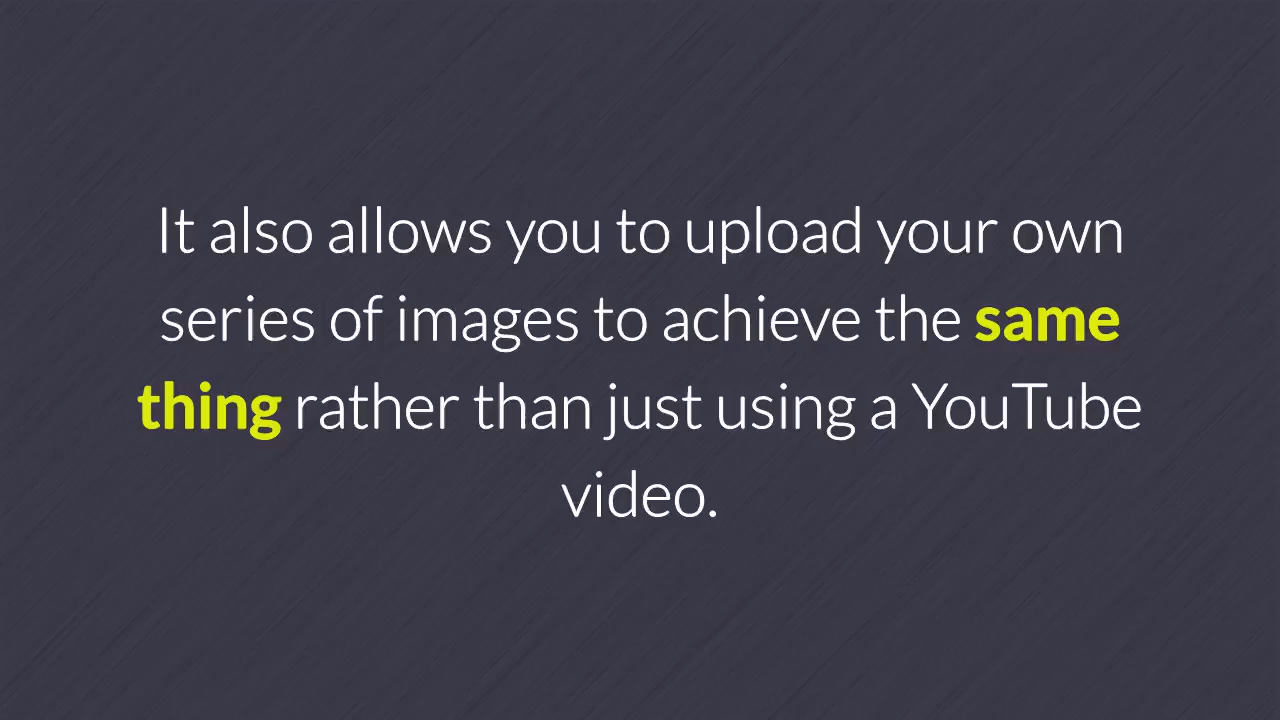 It also allows you to upload your own
series of images to achieve the same
thing rather than just using a YouTube
video.